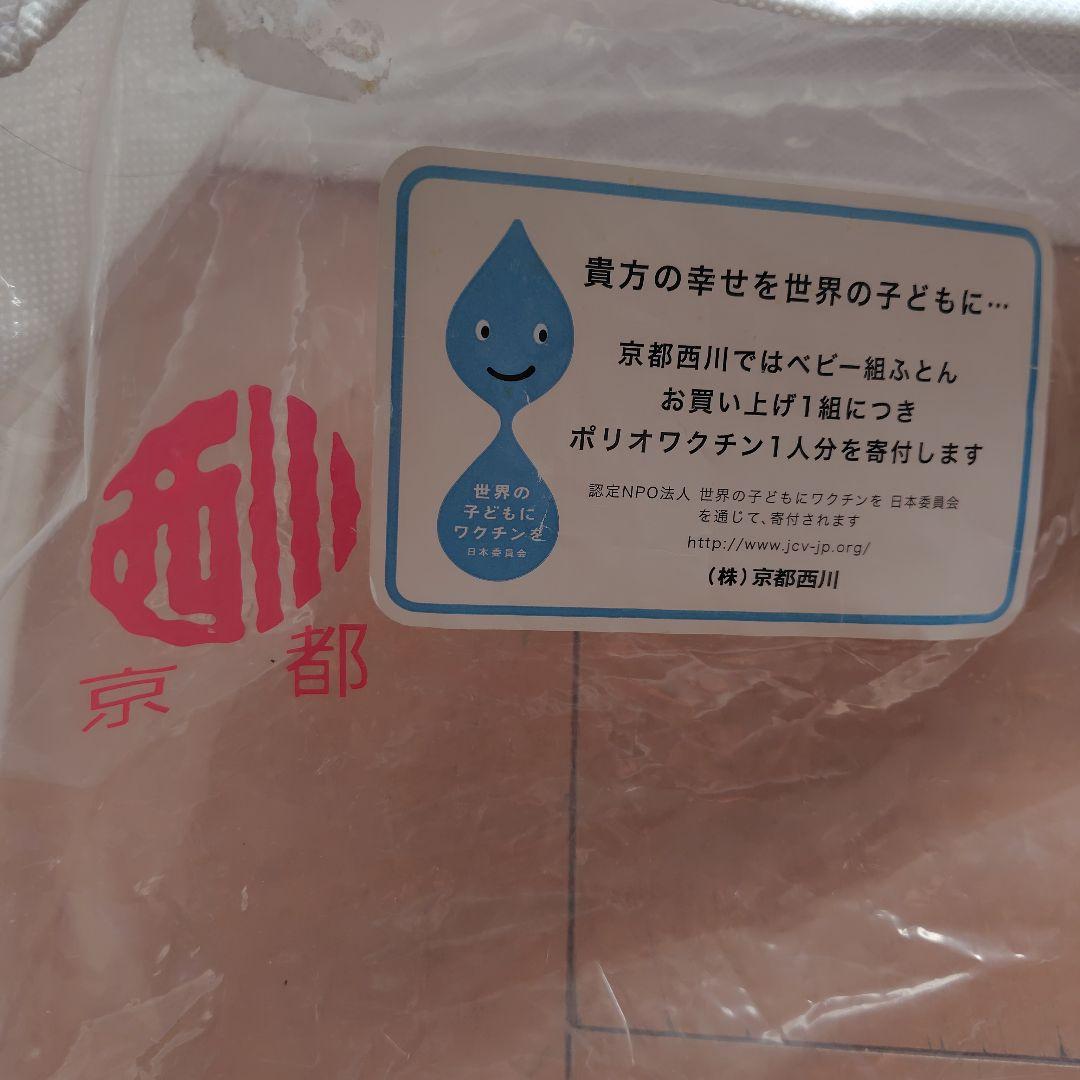 西川
京都
貴方の幸せを世界の子どもに…
京都西川ではベビー組ふとん
お買い上げ1組につき
ポリオワクチン1人分を寄付します
認定NPO法人 世界の子どもにワクチンを 日本委員会
を通じて、寄付されます
http://www.jcv-jp.org/
(株)京都西川
世界の
子どもに
ワクチンを
日本委員会